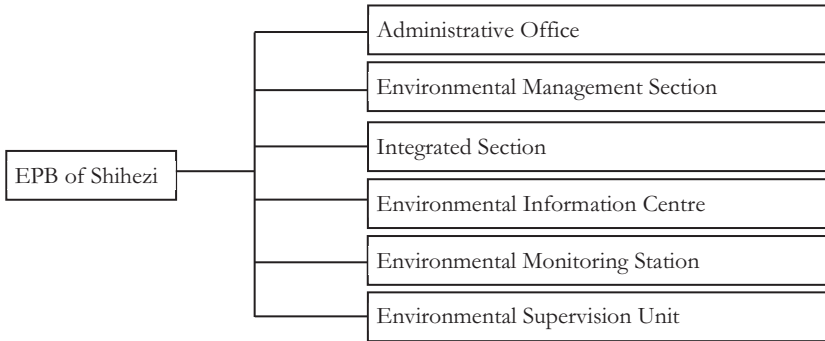 Administrative Office
Environmental Management Section
Integrated Section
EPB of Shihezi
Environmental Information Centre
Environmental Monitoring Station
Environmental Supervision Unit